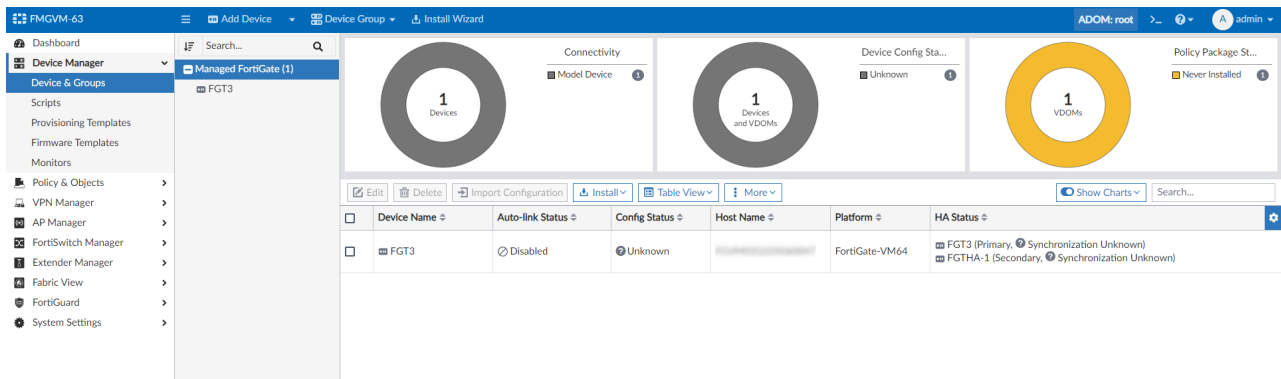 FMGVM-63
Add Device
Device Group
Install Wizard
ADOM: root
>_
A admin
Dashboard
Device Manager
Device & Groups
Scripts
Provisioning Templates
Firmware Templates
Monitors
Policy & Objects
VPN Manager
AP Manager
FortiSwitch Manager
Extender Manager
Fabric View
FortiGuard
System Settings
Search...
Managed FortiGate (1)
FGT3
1
Devices
Connectivity
Model Device 1
1
Devices
and VDOMs
Device Config Sta...
Unknown 1
1
VDOMs
Policy Package St...
Never Installed 1
Edit
Delete
Import Configuration
Install
Table View
More
Show Charts
Search...
Device Name Auto-link Status Config Status Host Name Platform HA Status
FGT3 Disabled Unknown FortiGate-VM64
FGT3 (Primary, Synchronization Unknown)
FGTHA-1 (Secondary, Synchronization Unknown)